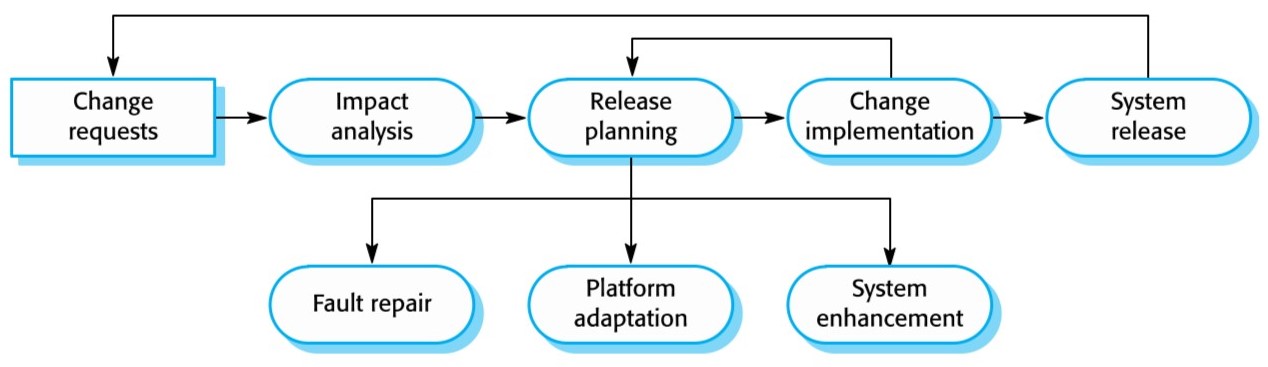 Change
requests
Impact
analysis
Release
planning
Change
implementation
System
release
Fault repair
Platform
adaptation
System
enhancement